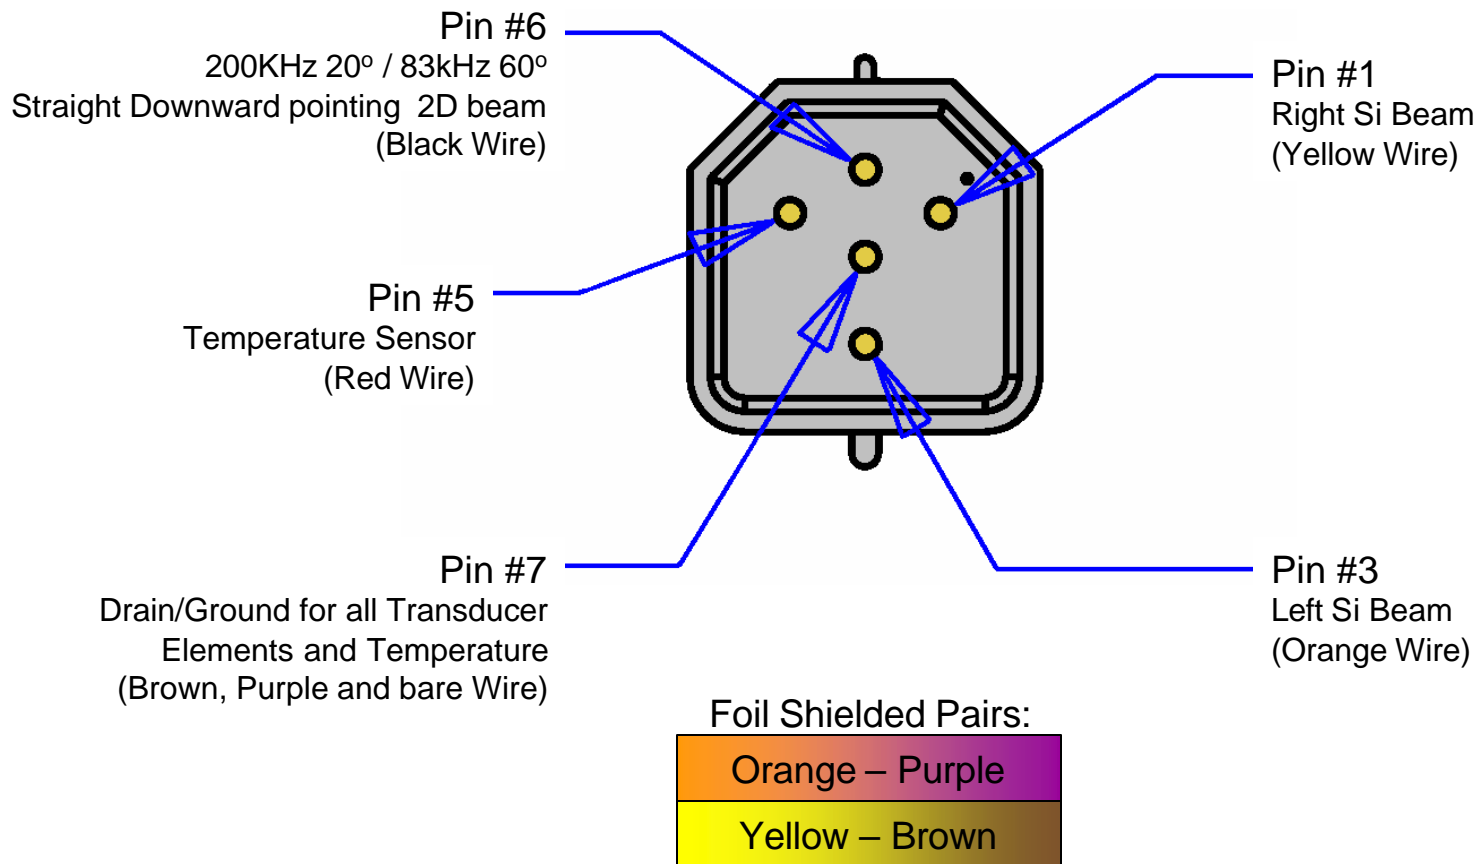 Pin #6
200KHz 20º / 83kHz 60º
Straight Downward pointing 2D beam
(Black Wire)
Pin #1
Right Si Beam
(Yellow Wire)
Pin #5
Temperature Sensor
(Red Wire)
Pin #7
Drain/Ground for all Transducer
Elements and Temperature
(Brown, Purple and bare Wire)
Pin #3
Left Si Beam
(Orange Wire)
Foil Shielded Pairs:
Orange – Purple
Yellow – Brown